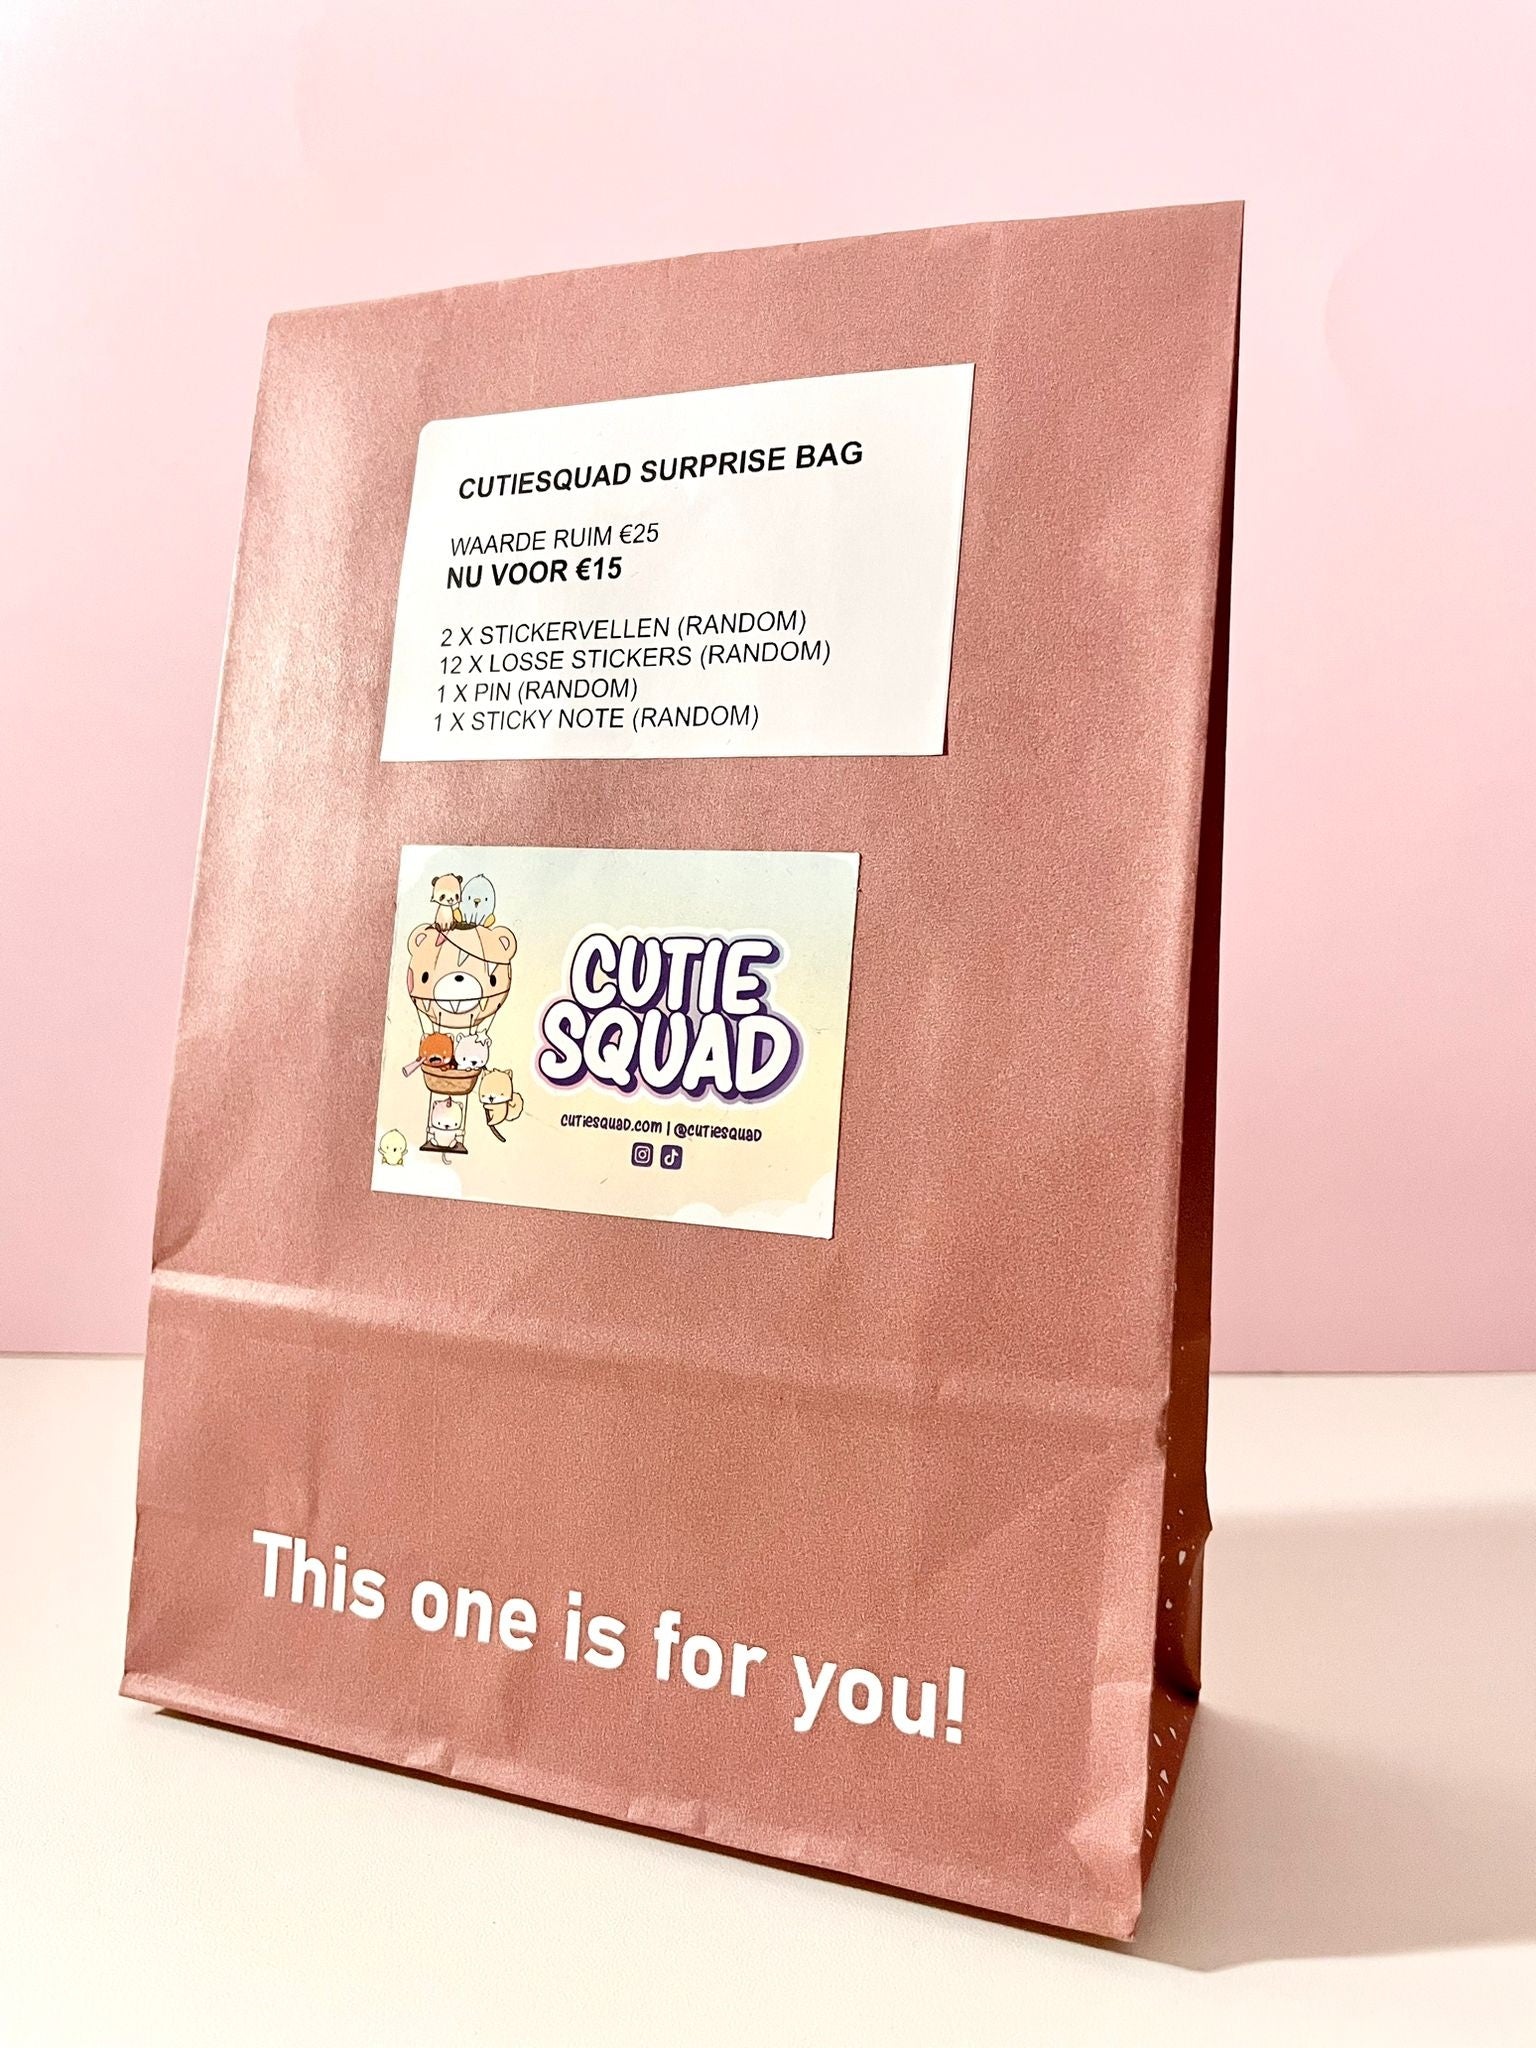 CUTIESQUAD SURPRISE BAG
WAARDE RUIM €25
NU VOOR €15
2 X STICKERVELLEN (RANDOM)
12 X LOSSE STICKERS (RANDOM)
1 X PIN (RANDOM)
1 X STICKY NOTE (RANDOM)
CUTIE
SQUAD
CUTiESQUAD.COM | @CUTiESQUAD
This one is for you!